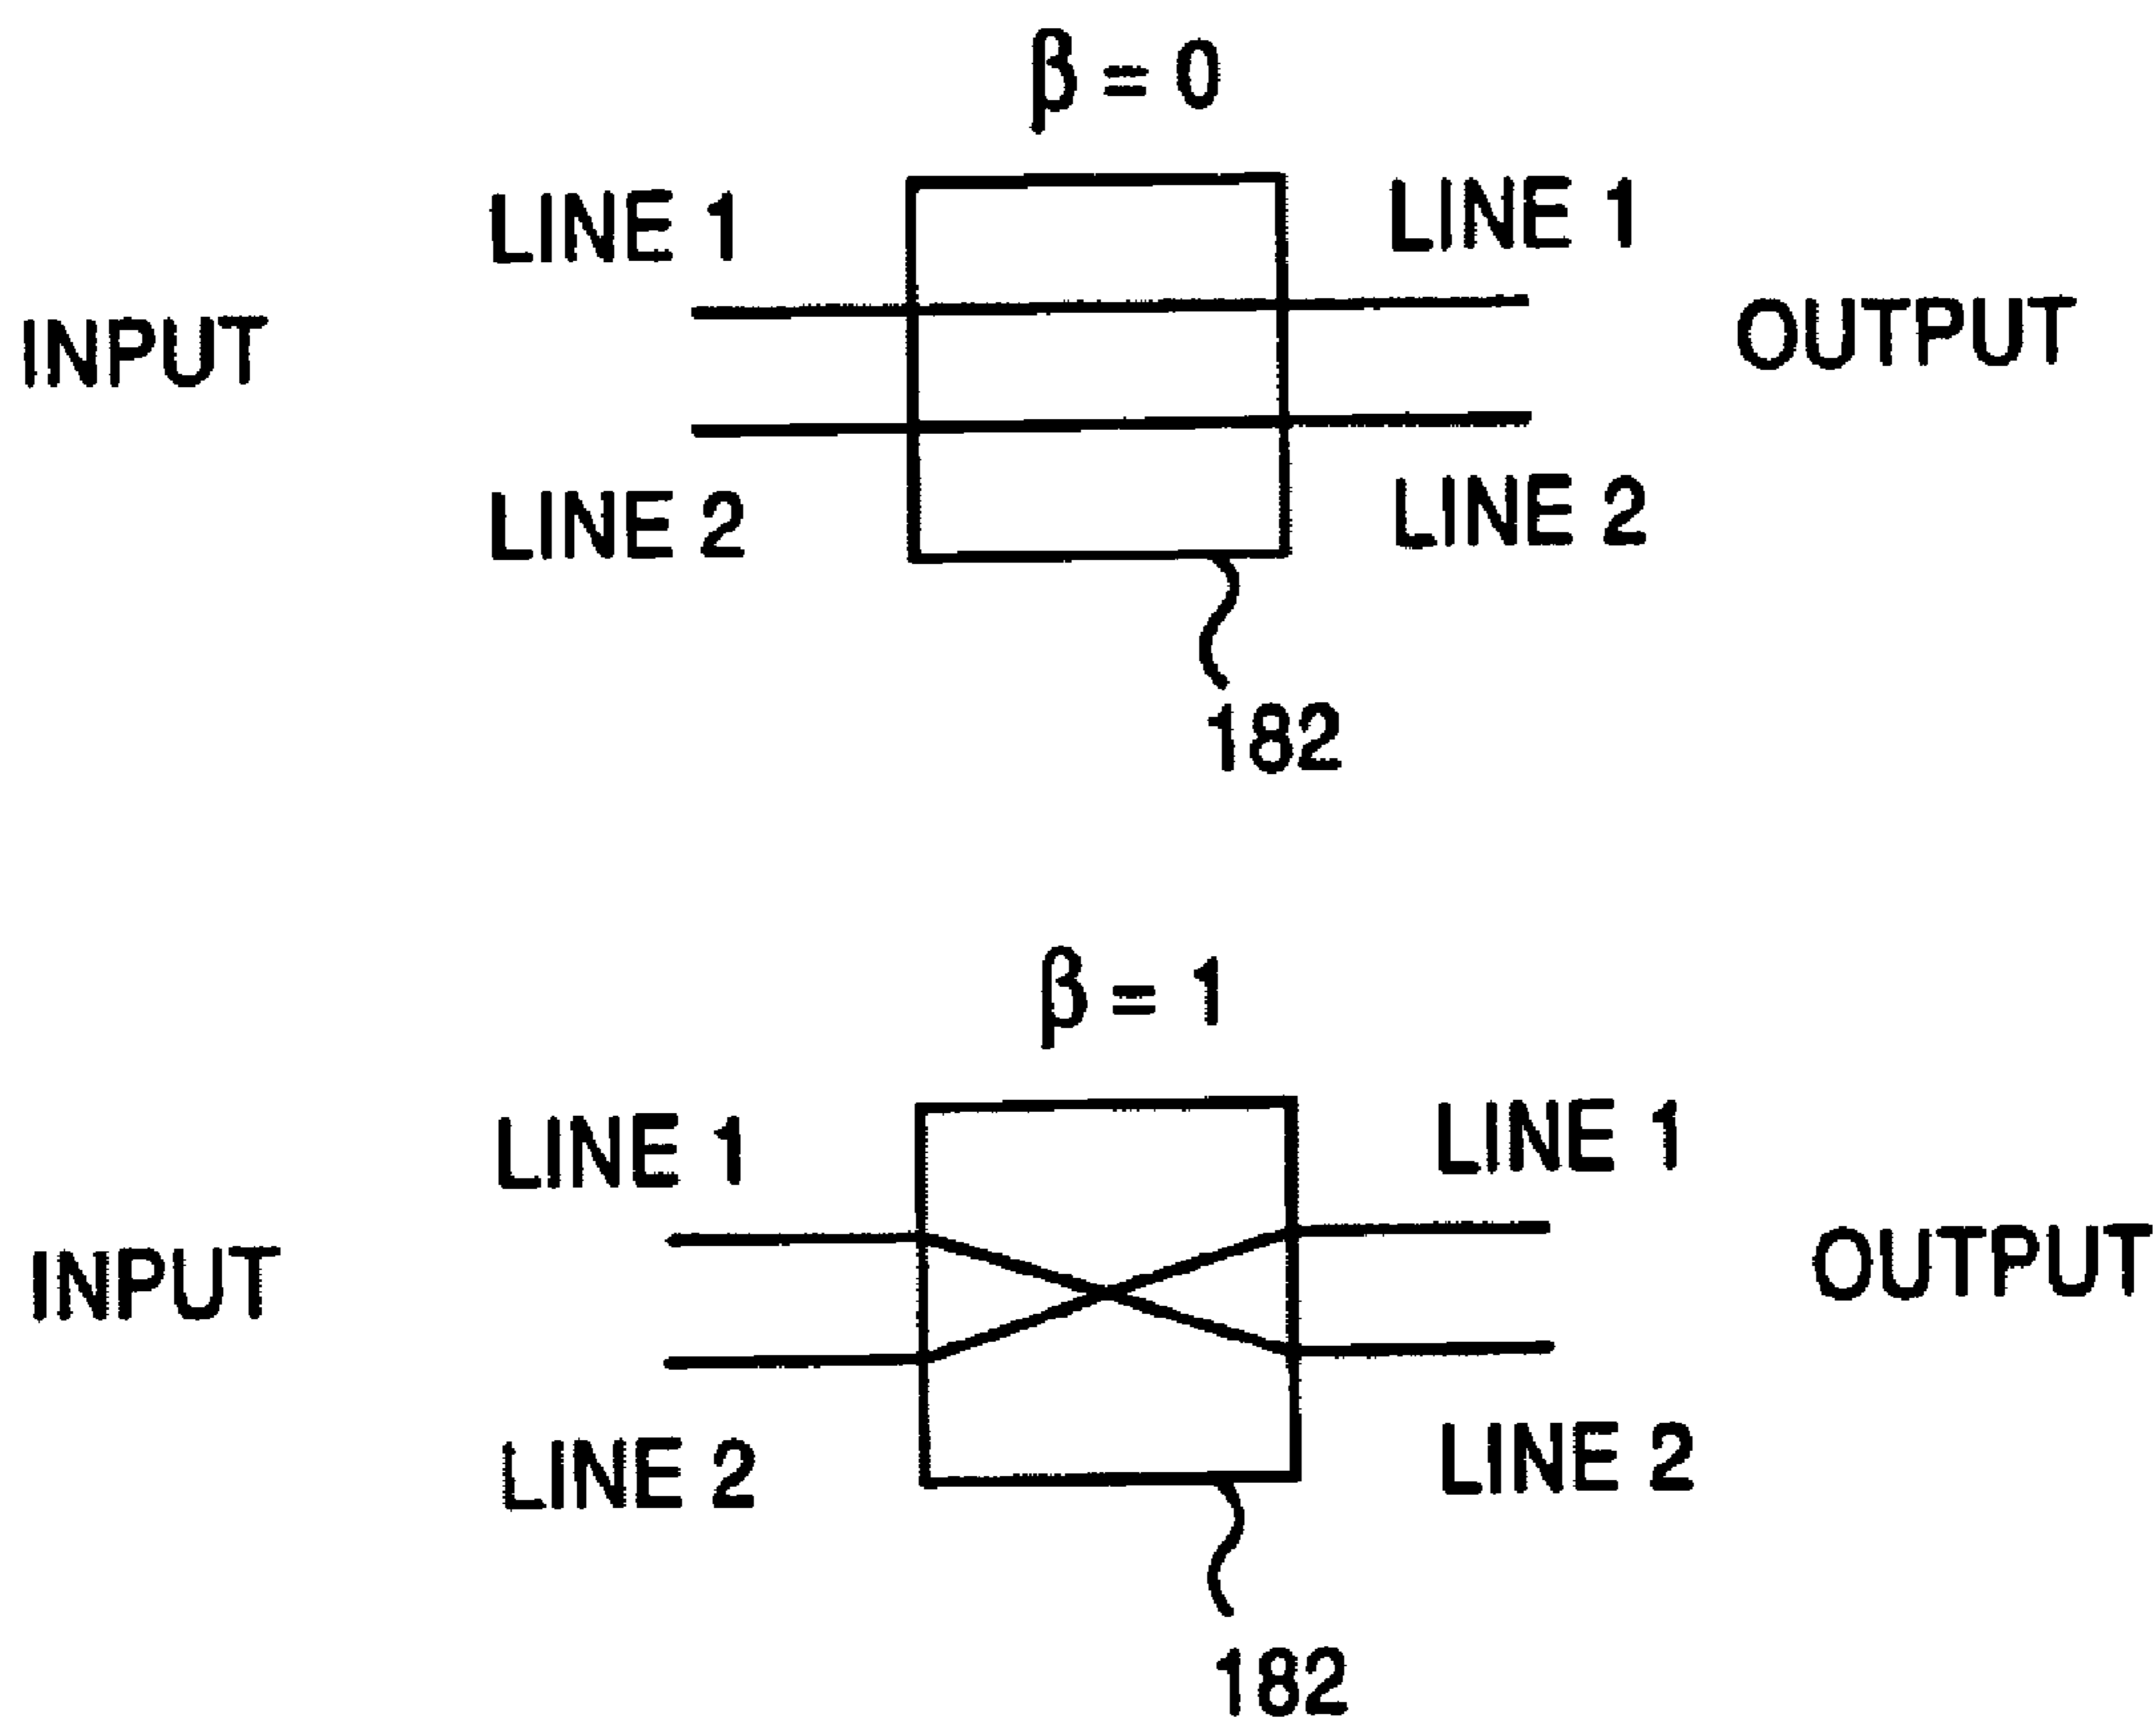 β = 0
LINE 1
LINE 1
INPUT
OUTPUT
LINE 2
LINE 2
182
β = 1
LINE 1
LINE 1
INPUT
OUTPUT
LINE 2
LINE 2
182